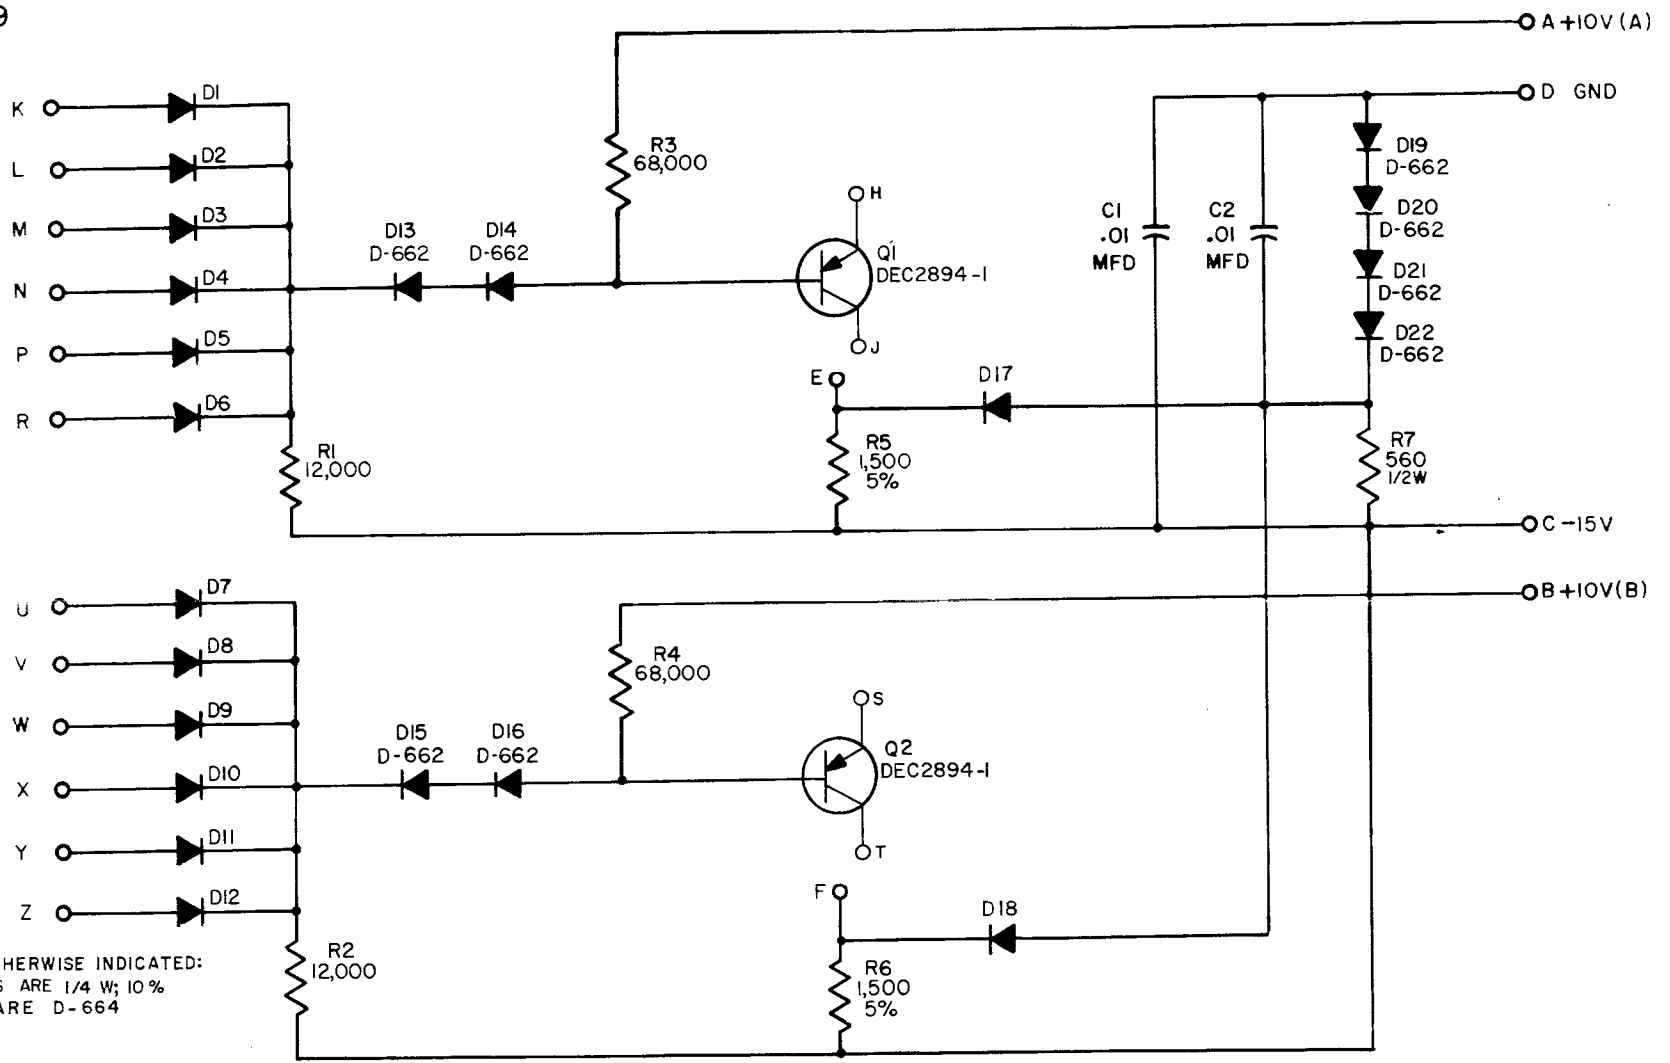 9
A +10V (A)
D GND
K
D1
L
D2
M
D3
N
D4
P
D5
R
D6
R1
12,000
D13
D-662
D14
D-662
R3
68,000
H
Q1
DEC2894-1
J
E
D17
R5
1,500
5%
C1
.01
MFD
C2
.01
MFD
D19
D-662
D20
D-662
D21
D-662
D22
D-662
R7
560
1/2W
C -15V
B +10V(B)
U
D7
V
D8
W
D9
X
D10
Y
D11
Z
D12
R2
12,000
D15
D-662
D16
D-662
R4
68,000
S
Q2
DEC2894-1
T
F
D18
R6
1,500
5%
HERWISE INDICATED:
S ARE 1/4 W; 10%
ARE D-664